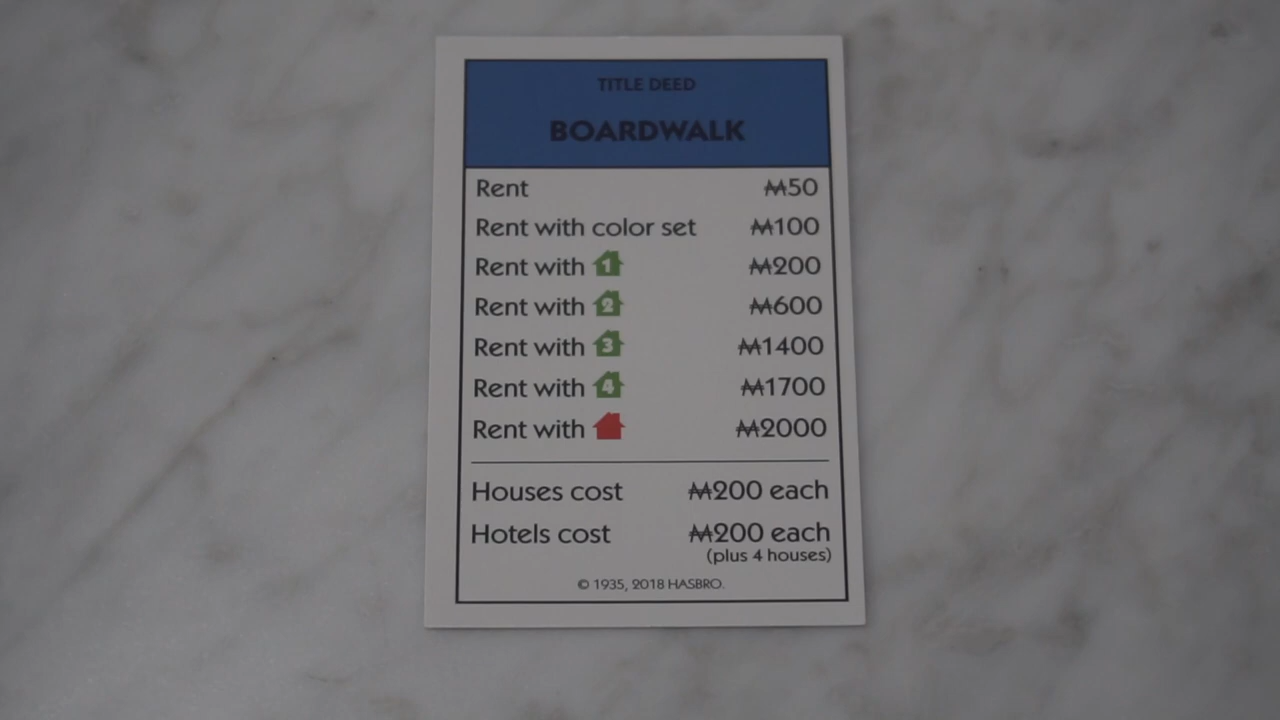 TITLE DEED
BOARDWALK
Rent ₩50
Rent with color set ₩100
Rent with 1 ₩200
Rent with 2 ₩600
Rent with 3 ₩1400
Rent with 4 ₩1700
Rent with ₩2000
Houses cost ₩200 each
Hotels cost ₩200 each
(plus 4 houses)
© 1935, 2018 HASBRO.